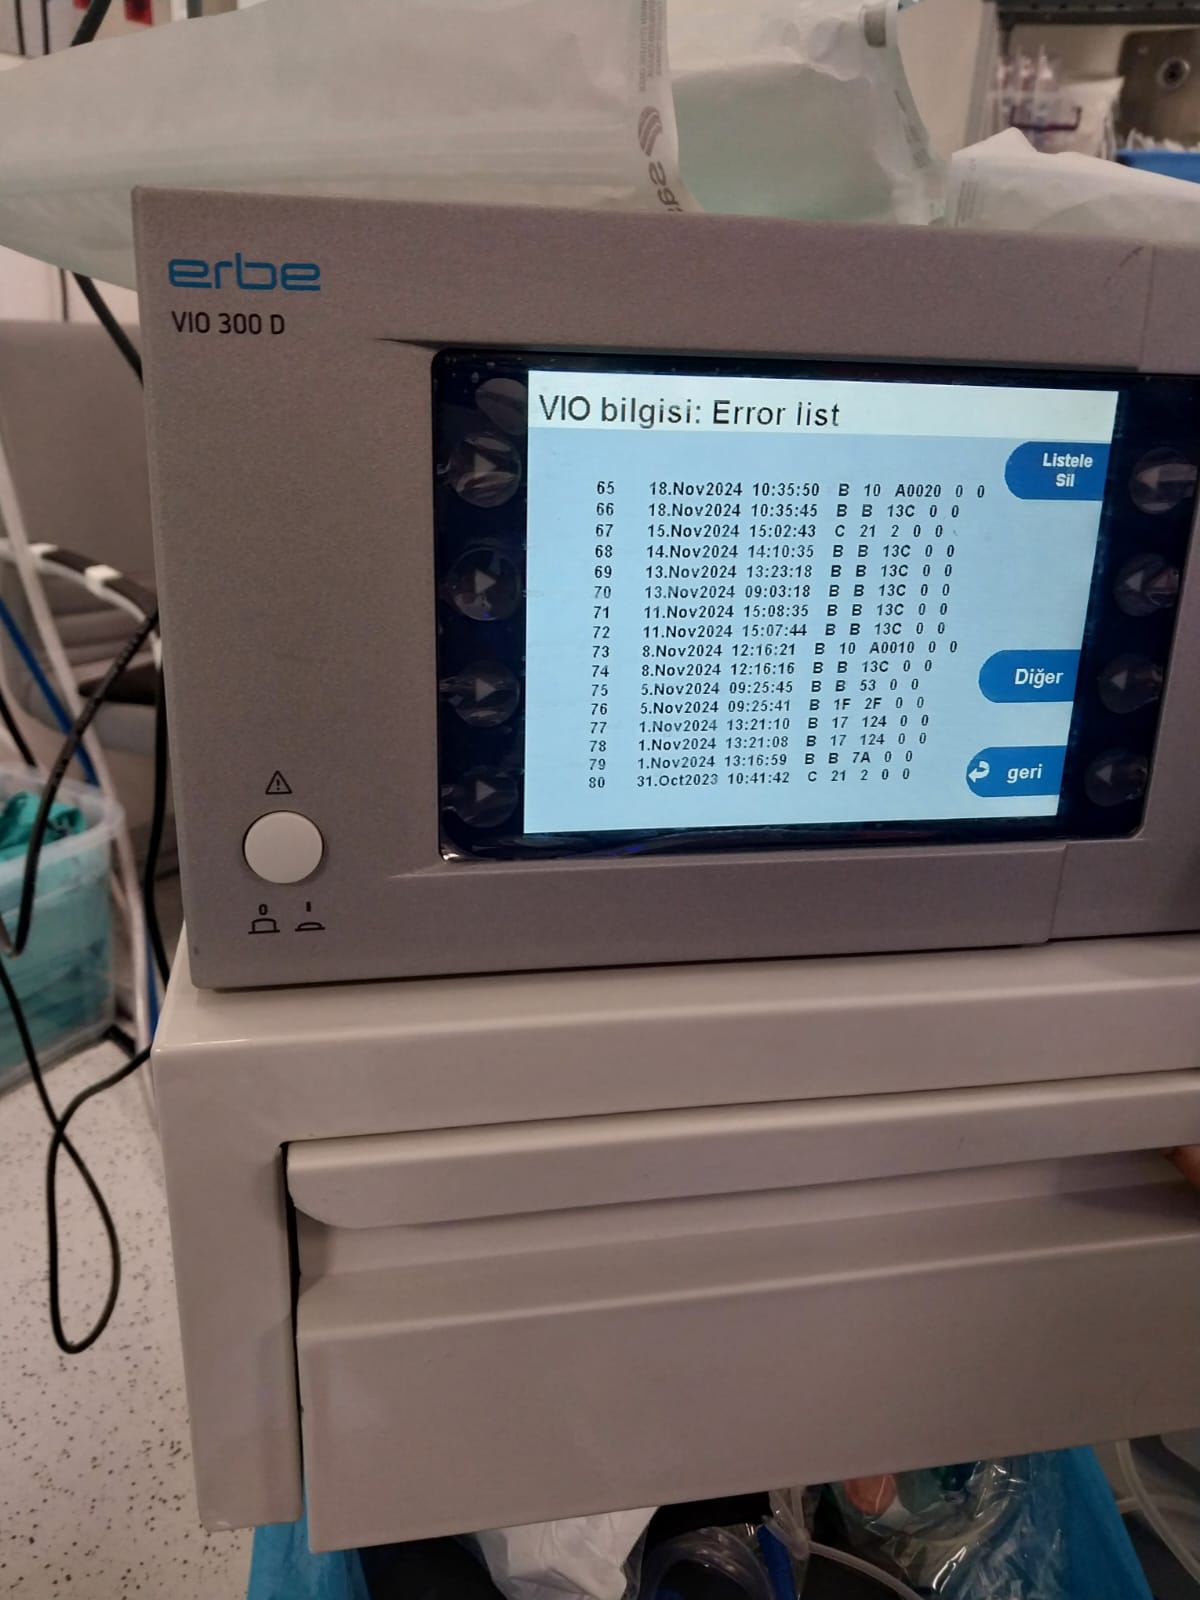 erbe
VIO 300 D
VIO bilgisi: Error list
Listele
Sil
65 18.Nov2024 10:35:50 B 10 A0020 0 0
66 18.Nov2024 10:35:45 B B 13C 0 0
67 15.Nov2024 15:02:43 C 21 2 0 0
68 14.Nov2024 14:10:35 B B 13C 0 0
69 13.Nov2024 13:23:18 B B 13C 0 0
70 13.Nov2024 09:03:18 B B 13C 0 0
71 11.Nov2024 15:08:35 B B 13C 0 0
72 11.Nov2024 15:07:44 B B 13C 0 0
73 8.Nov2024 12:16:21 B 10 A0010 0 0
74 8.Nov2024 12:16:16 B B 13C 0 0
75 5.Nov2024 09:25:45 B B 53 0 0
76 5.Nov2024 09:25:41 B 1F 2F 0 0
77 1.Nov2024 13:21:10 B 17 124 0 0
78 1.Nov2024 13:21:08 B 17 124 0 0
79 1.Nov2024 13:16:59 B B 7A 0 0
80 31.Oct2023 10:41:42 C 21 2 0 0
Diğer
geri
0 I